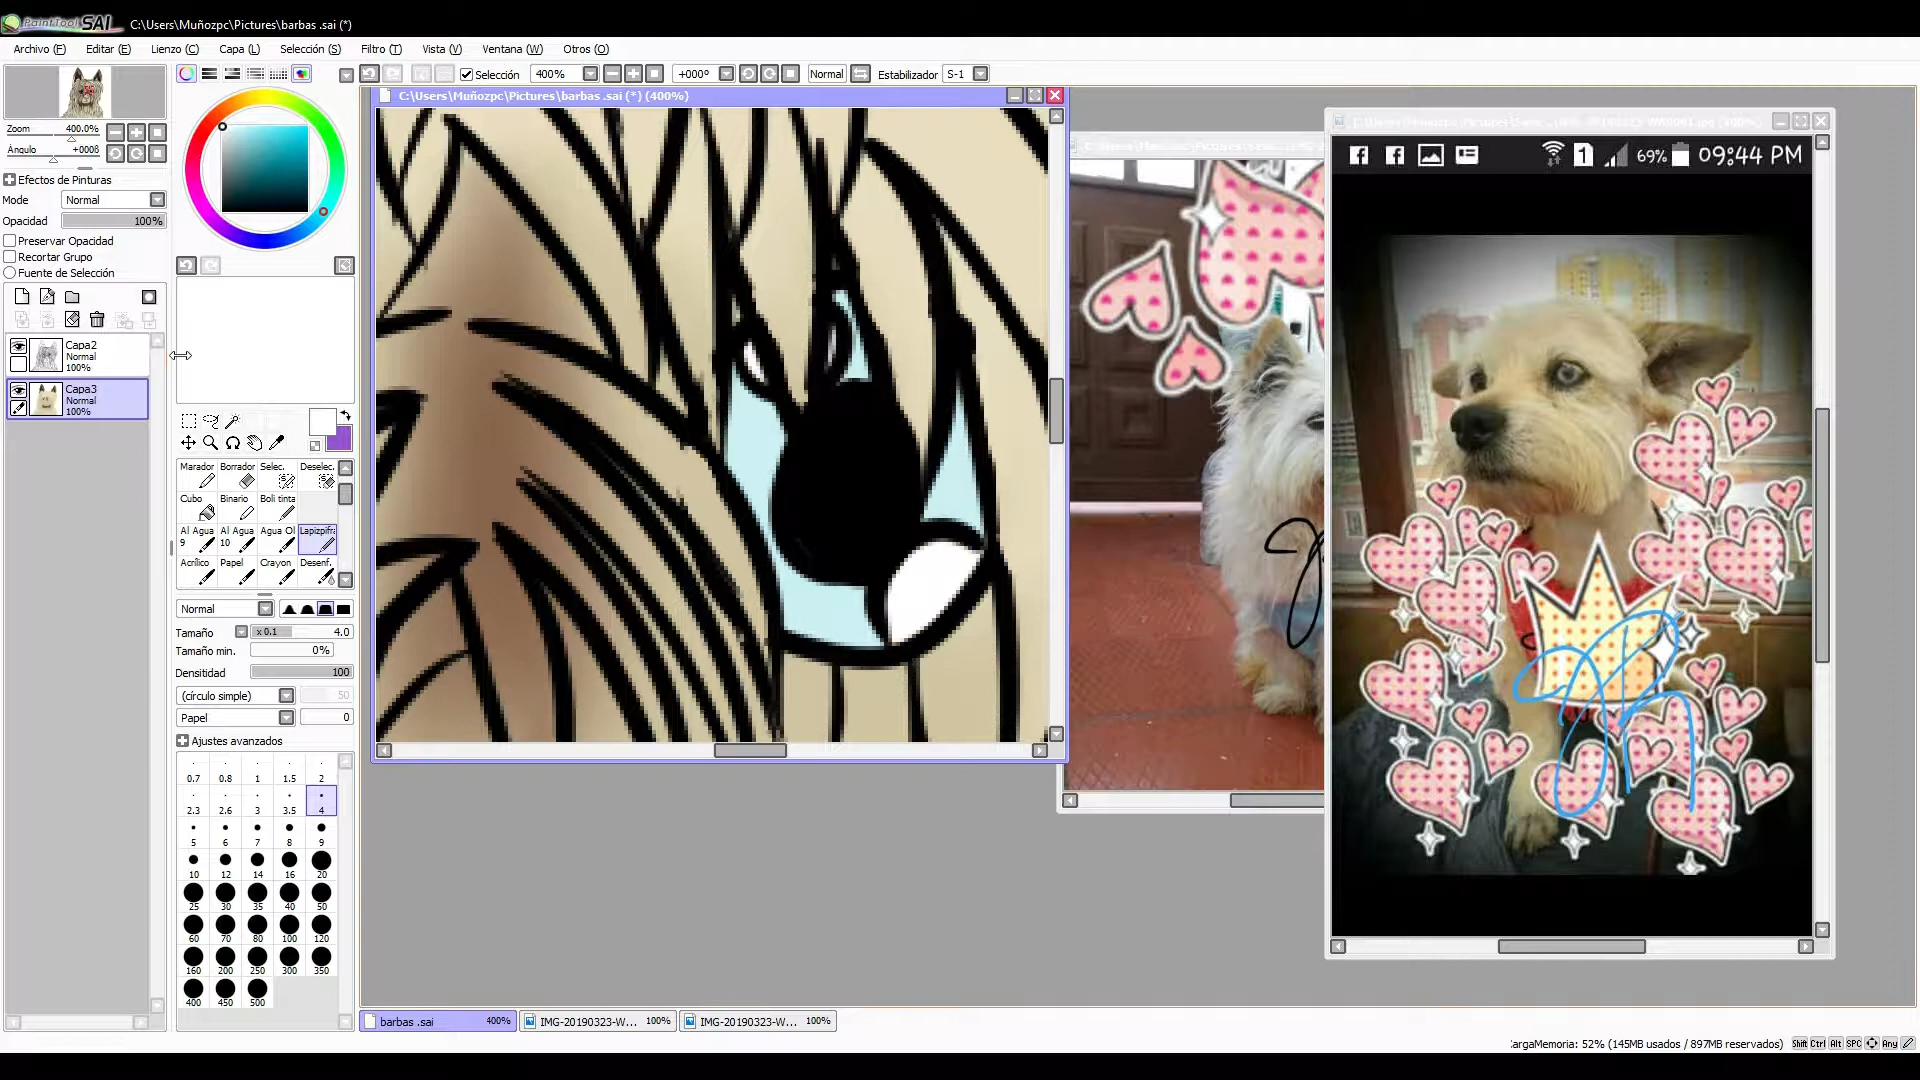 PaintTool SAI C:\Users\Muñozpc\Pictures\barbas .sai (*)
Archivo (F) Editar (E) Lienzo (C) Capa (L) Selección (S) Filtro (T) Vista (V) Ventana (W) Otros (O)
Selección 400% +000º Normal Estabilizador S-1
C:\Users\Muñozpc\Pictures\barbas .sai (*) (400%)
Zoom 400.0%
Ángulo +000ß
Efectos de Pinturas
Mode Normal
Opacidad 100%
Preservar Opacidad
Recortar Grupo
Fuente de Selección
Capa2
Normal
100%
Capa3
Normal
100%
Marador Borrador Selec. Deselec.
Cubo Binario Boli tinta
Al Agua 9 Al Agua 10 Agua Ol Lapizpifra
Acrílico Papel Crayon Desenf.
Normal
Tamaño x 0.1 4.0
Tamaño min. 0%
Densitidad 100
(círculo simple) 50
Papel 0
Ajustes avanzados
0.7 0.8 1 1.5 2
2.3 2.6 3 3.5 4
5 6 7 8 9
10 12 14 16 20
25 30 35 40 50
60 70 80 100 120
160 200 250 300 350
400 450 500
1 69% 09:44 PM
barbas .sai 400% IMG-20190323-W... 100% IMG-20190323-W... 100%
CargaMemoria: 52% (145MB usados / 897MB reservados) Shift Ctrl Alt SPC Any